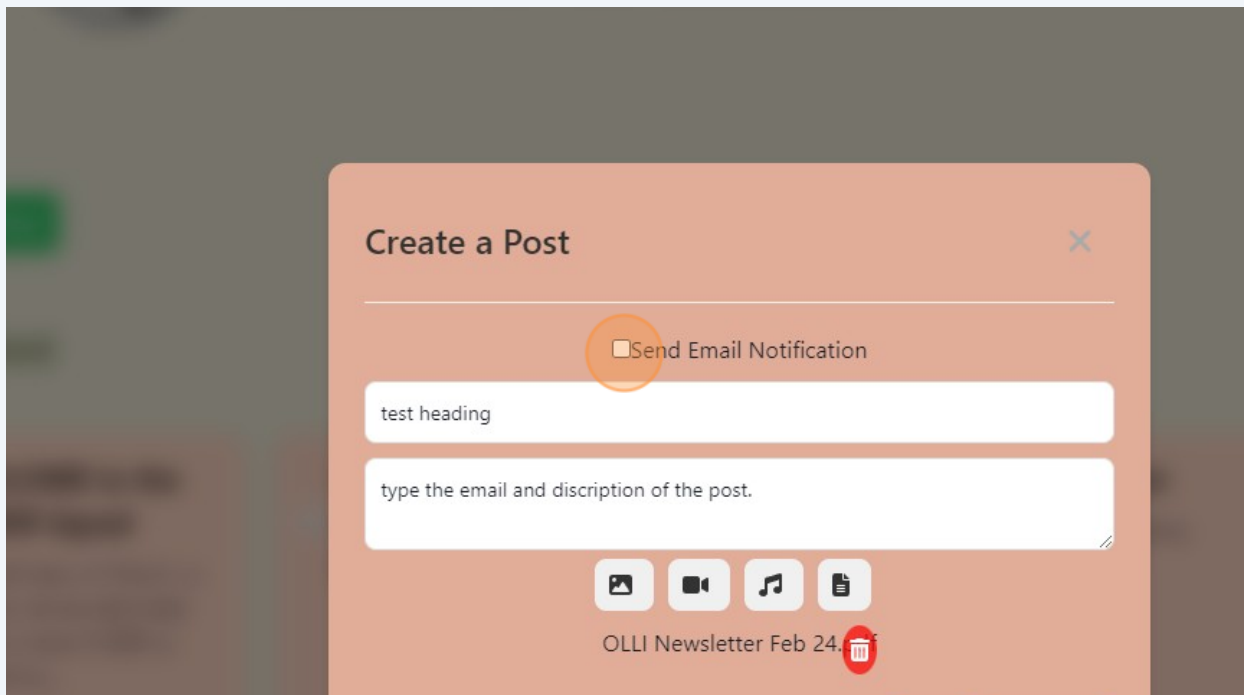 Create a Post
Send Email Notification
test heading
type the email and discription of the post.
OLLI Newsletter Feb 24.pdf